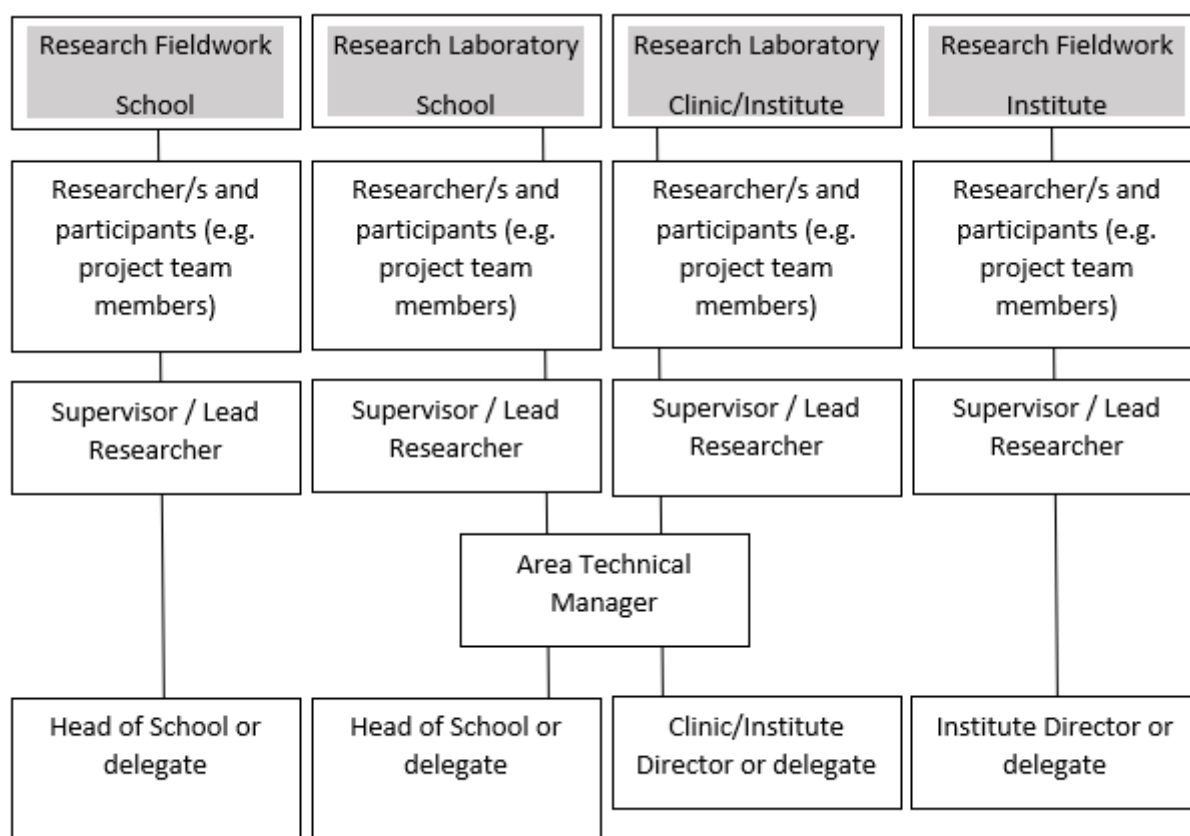 Research Fieldwork
School
Research Laboratory
School
Research Laboratory
Clinic/Institute
Research Fieldwork
Institute
Researcher/s and
participants (e.g.
project team
members)
Researcher/s and
participants (e.g.
project team
members)
Researcher/s and
participants (e.g.
project team
members)
Researcher/s and
participants (e.g.
project team
members)
Supervisor / Lead
Researcher
Supervisor / Lead
Researcher
Supervisor / Lead
Researcher
Supervisor / Lead
Researcher
Area Technical
Manager
Head of School or
delegate
Head of School or
delegate
Clinic/Institute
Director or delegate
Institute Director or
delegate